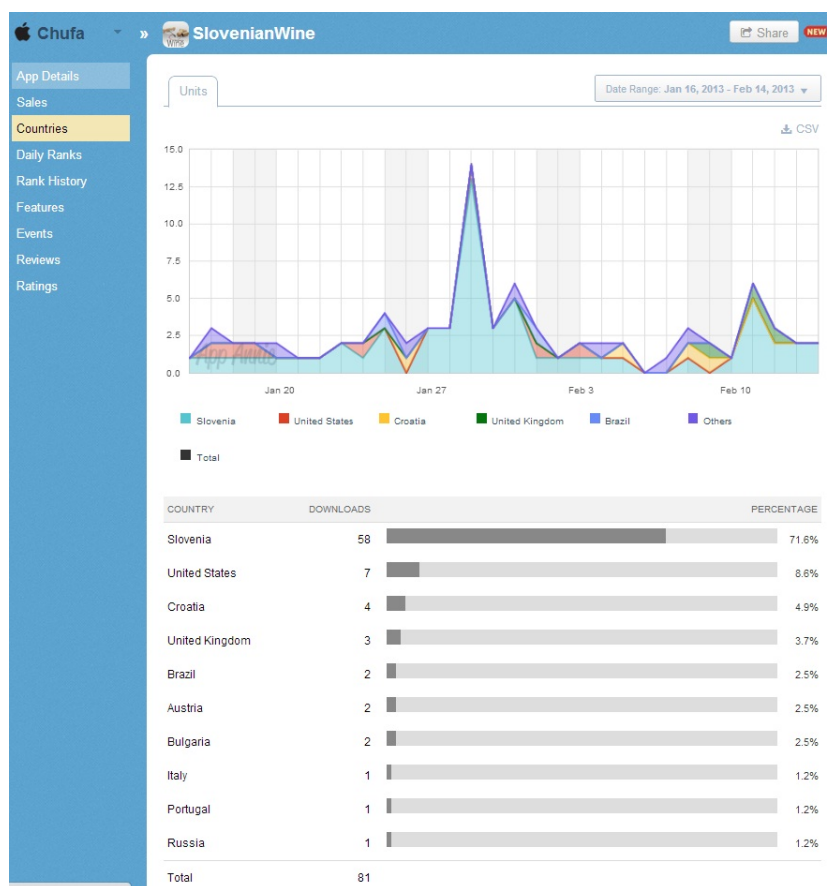 Chufa » SlovenianWine Share NEW
App Details
Sales
Countries
Daily Ranks
Rank History
Features
Events
Reviews
Ratings
Units Date Range: Jan 16, 2013 - Feb 14, 2013
CSV
15.0
12.5
10.0
7.5
5.0
2.5
0.0
App Annie
Jan 20 Jan 27 Feb 3 Feb 10
Slovenia United States Croatia United Kingdom Brazil Others
Total
COUNTRY DOWNLOADS PERCENTAGE
Slovenia 58 71.6%
United States 7 8.6%
Croatia 4 4.9%
United Kingdom 3 3.7%
Brazil 2 2.5%
Austria 2 2.5%
Bulgaria 2 2.5%
Italy 1 1.2%
Portugal 1 1.2%
Russia 1 1.2%
Total 81